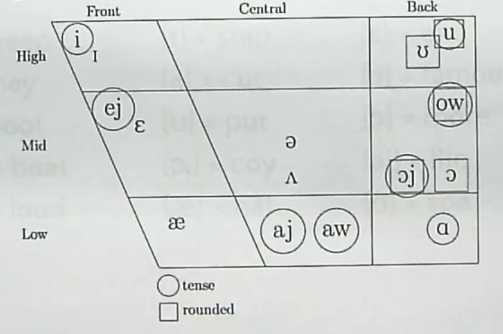 Front Central Back
High i ɪ ʊ u
ej ɛ ow
Mid ə
ʌ ɔj ɔ
Low æ aj aw ɑ
tense
rounded